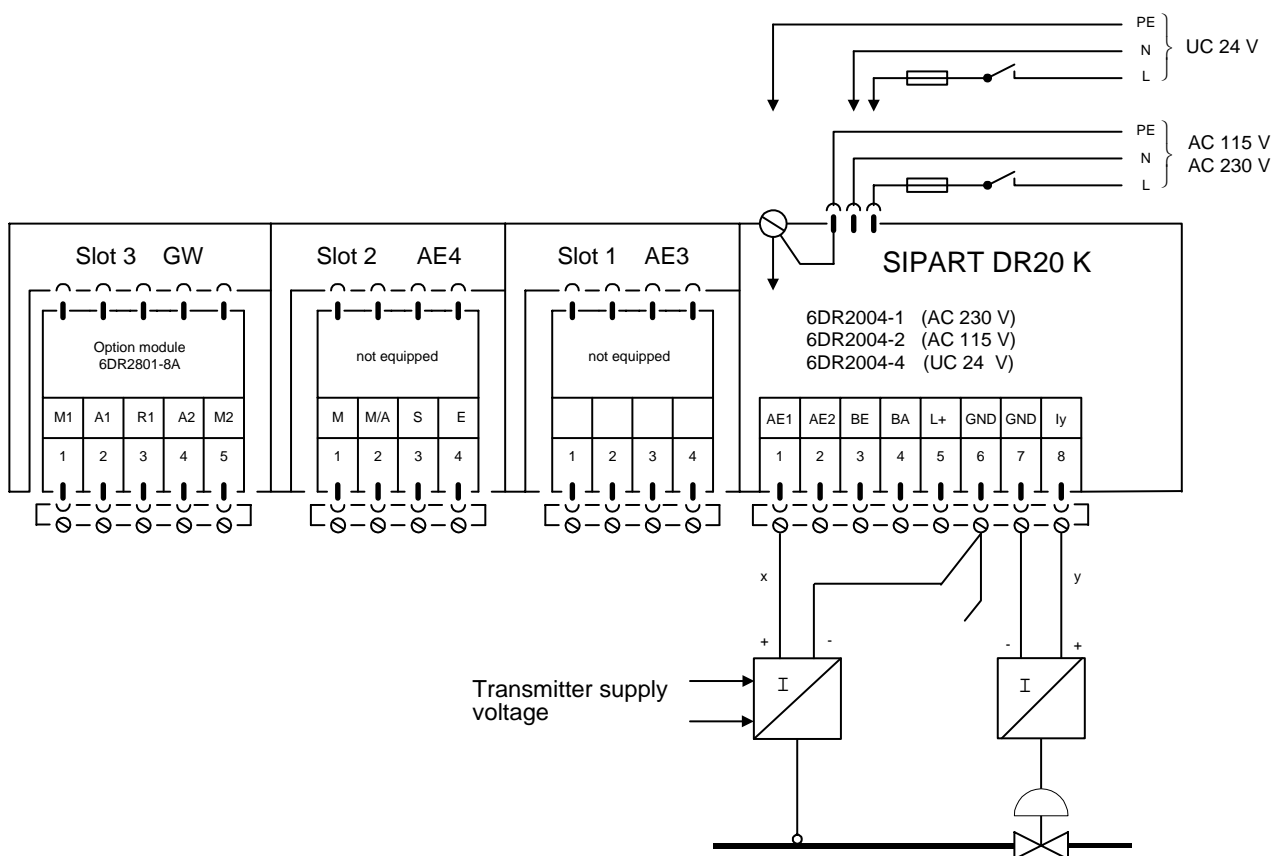 PE
N UC 24 V
L
PE AC 115 V
N AC 230 V
L
Slot 3 GW
Slot 2 AE4
Slot 1 AE3
SIPART DR20 K
6DR2004-1 (AC 230 V)
6DR2004-2 (AC 115 V)
6DR2004-4 (UC 24 V)
Option module
6DR2801-8A
not equipped
not equipped
M1 A1 R1 A2 M2
1 2 3 4 5
M M/A S E
1 2 3 4
1 2 3 4
AE1 AE2 BE BA L+ GND GND Iy
1 2 3 4 5 6 7 8
x
y
+ -
- +
I
I
Transmitter supply
voltage